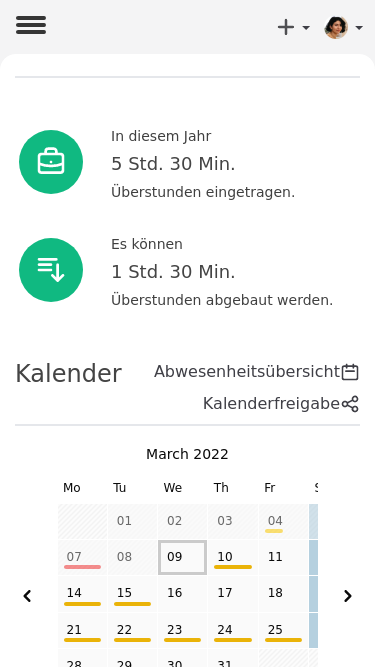 In diesem Jahr
5 Std. 30 Min.
Überstunden eingetragen.
Es können
1 Std. 30 Min.
Überstunden abgebaut werden.
Kalender
Abwesenheitsübersicht
Kalenderfreigabe
March 2022
Mo Tu We Th Fr
01 02 03 04
07 08 09 10 11
14 15 16 17 18
21 22 23 24 25
28 29 30 31